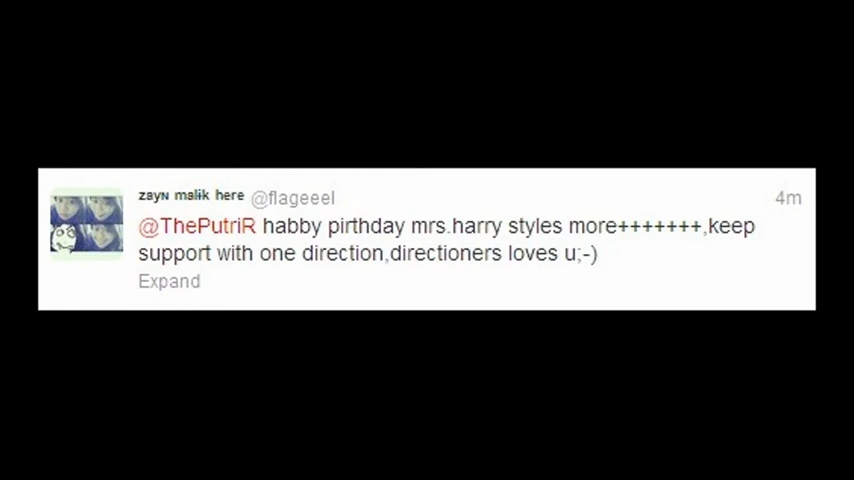 zayn malik here @flageeel 4m
@ThePutriR habby pirthday mrs.harry styles more+++++++,keep
support with one direction,directioners loves u;-)
Expand